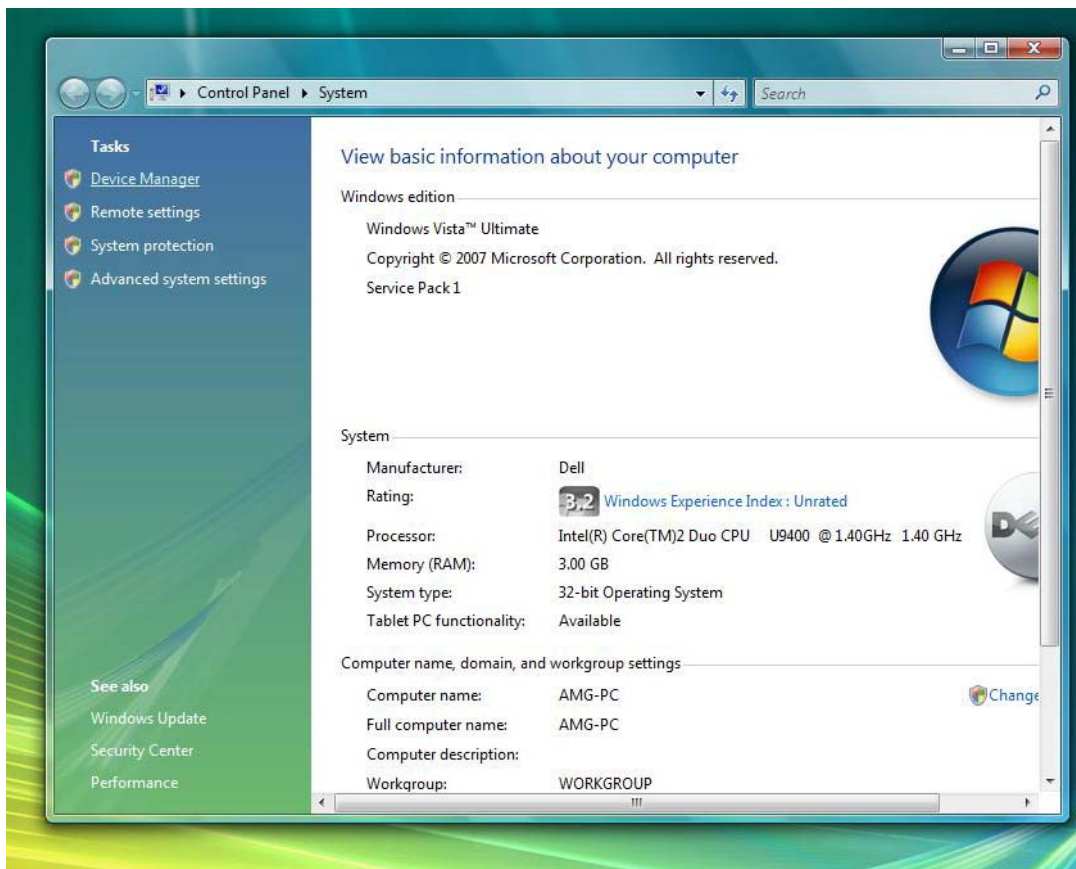 Control Panel ▸ System
Search
Tasks
Device Manager
Remote settings
System protection
Advanced system settings
See also
Windows Update
Security Center
Performance
View basic information about your computer
Windows edition
Windows Vista™ Ultimate
Copyright © 2007 Microsoft Corporation. All rights reserved.
Service Pack 1
System
Manufacturer: Dell
Rating: 3.2 Windows Experience Index : Unrated
Processor: Intel(R) Core(TM)2 Duo CPU U9400 @ 1.40GHz 1.40 GHz
Memory (RAM): 3.00 GB
System type: 32-bit Operating System
Tablet PC functionality: Available
Computer name, domain, and workgroup settings
Computer name: AMG-PC
Change
Full computer name: AMG-PC
Computer description:
Workgroup: WORKGROUP